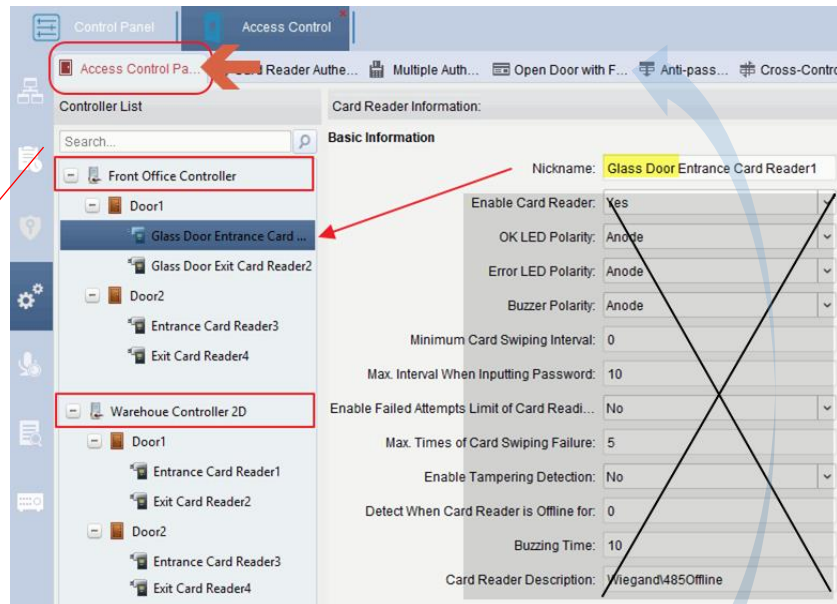 Control Panel
Access Control
Access Control Pa...
Reader Authe...
Multiple Auth...
Open Door with F...
Anti-pass...
Cross-Contro
Controller List
Search...
Front Office Controller
Door1
Glass Door Entrance Card ...
Glass Door Exit Card Reader2
Door2
Entrance Card Reader3
Exit Card Reader4
Warehoue Controller 2D
Door1
Entrance Card Reader1
Exit Card Reader2
Door2
Entrance Card Reader3
Exit Card Reader4
Card Reader Information:
Basic Information
Nickname: Glass Door Entrance Card Reader1
Enable Card Reader: Yes
OK LED Polarity: Anode
Error LED Polarity: Anode
Buzzer Polarity: Anode
Minimum Card Swiping Interval: 0
Max. Interval When Inputting Password: 10
Enable Failed Attempts Limit of Card Readi... No
Max. Times of Card Swiping Failure: 5
Enable Tampering Detection: No
Detect When Card Reader is Offline for: 0
Buzzing Time: 10
Card Reader Description: Wiegand\485Offline